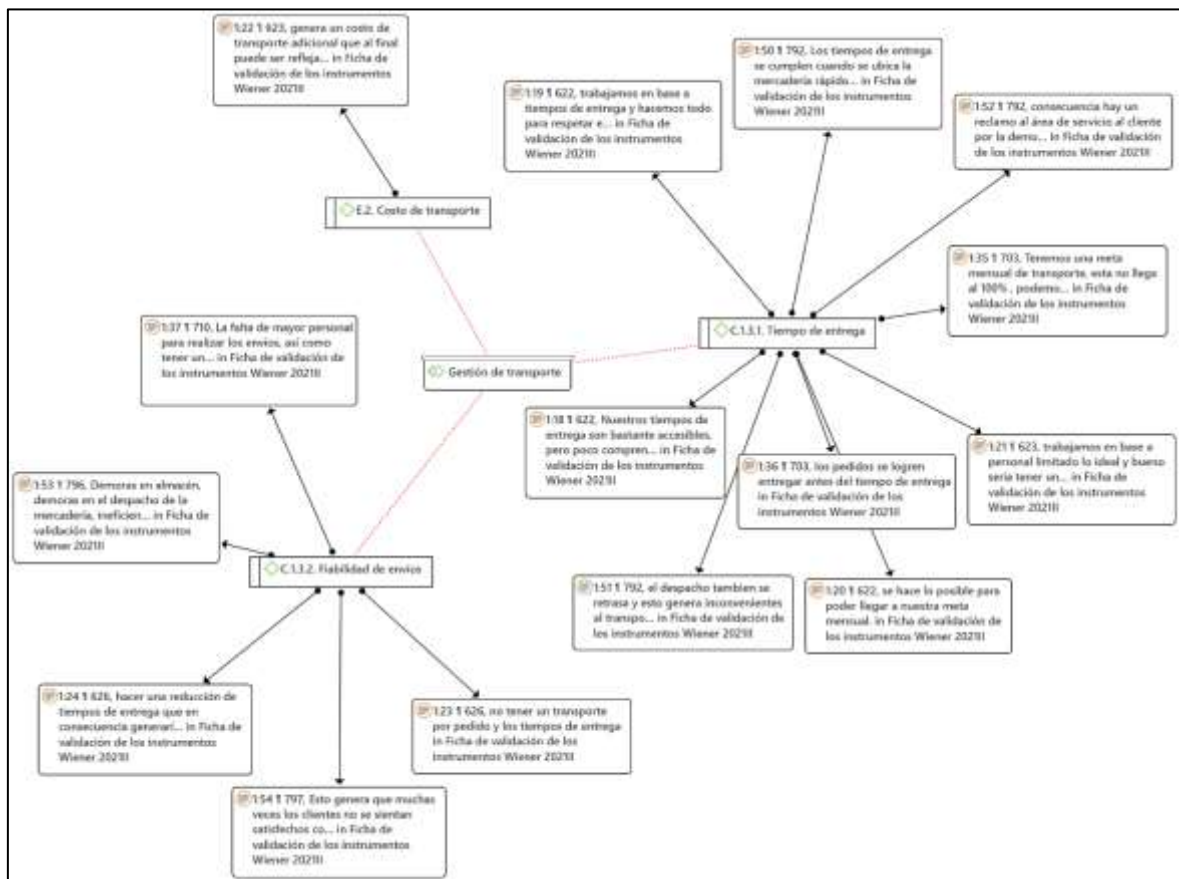 1:22 ¶ 623, genera un costo de
transporte adicional que al final
puede ser refleja... in Ficha de
validación de los instrumentos
Wiener 2021II
1:50 ¶ 792, Los tiempos de entrega
se cumplen cuando se ubica la
mercadería rápido... in Ficha de
validación de los instrumentos
Wiener 2021II
1:19 ¶ 622, trabajamos en base a
tiempos de entrega y hacemos todo
para respetar e... in Ficha de
validación de los instrumentos
Wiener 2021II
1:52 ¶ 792, consecuencia hay un
reclamo al área de servicio al cliente
por la demo... in Ficha de validación
de los instrumentos Wiener 2021II
E.2. Costo de transporte
1:35 ¶ 703, Tenemos una meta
mensual de transporte, esta no llega
al 100% , podemo... in Ficha de
validación de los instrumentos
Wiener 2021II
1:37 ¶ 710, La falta de mayor personal
para realizar los envíos, así como
tener un... in Ficha de validación de
los instrumentos Wiener 2021II
C.1.3.1. Tiempo de entrega
Gestión de transporte
1:18 ¶ 622, Nuestros tiempos de
entrega son bastante accesibles,
pero poco compren... in Ficha de
validación de los instrumentos
Wiener 2021II
1:36 ¶ 703, los pedidos se logren
entregar antes del tiempo de entrega
in Ficha de validación de los
instrumentos Wiener 2021II
1:21 ¶ 623, trabajamos en base a
personal limitado lo ideal y bueno
sería tener un... in Ficha de
validación de los instrumentos
Wiener 2021II
1:53 ¶ 796, Demoras en almacén,
demoras en el despacho de la
mercadería, ineficien... in Ficha de
validación de los instrumentos
Wiener 2021II
C.1.3.2. Fiabilidad de envíos
1:51 ¶ 792, el despacho tambien se
retrasa y esto genera inconvenientes
al transpo... in Ficha de validación
de los instrumentos Wiener 2021II
1:20 ¶ 622, se hace lo posible para
poder llegar a nuestra meta
mensual. in Ficha de validación de
los instrumentos Wiener 2021II
1:24 ¶ 626, hacer una reducción de
tiempos de entrega que en
consecuencia generarí... in Ficha de
validación de los instrumentos
Wiener 2021II
1:23 ¶ 626, no tener un transporte
por pedido y los tiempos de entrega
in Ficha de validación de los
instrumentos Wiener 2021II
1:54 ¶ 797, Esto genera que muchas
veces los clientes no se sientan
satisfechos co... in Ficha de
validación de los instrumentos
Wiener 2021II